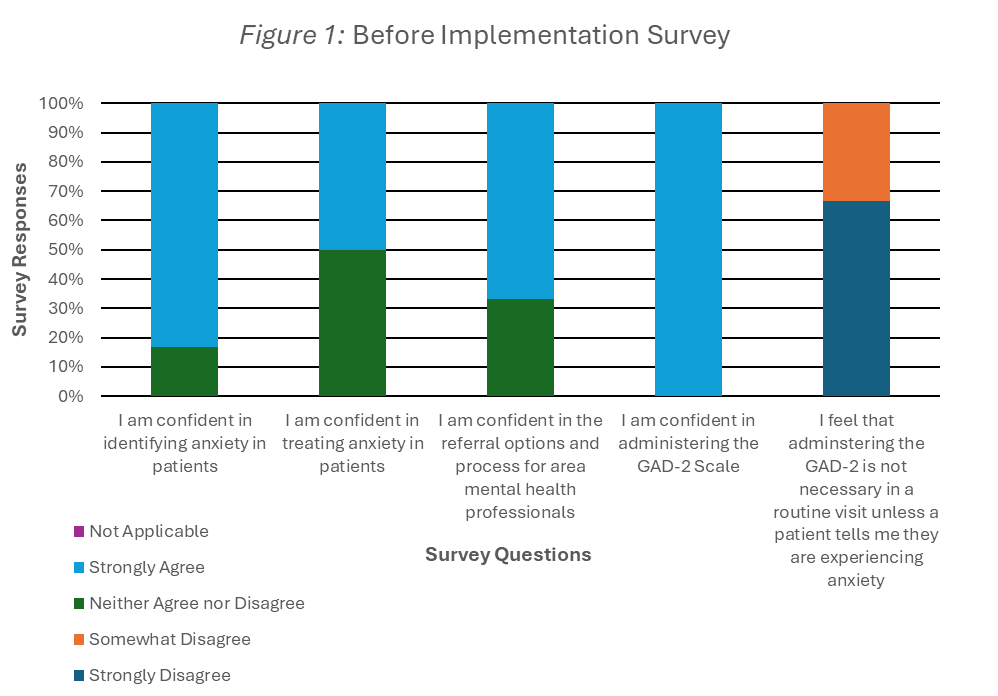 Figure 1: Before Implementation Survey
Survey Responses
100%
90%
80%
70%
60%
50%
40%
30%
20%
10%
0%
I am confident in
identifying anxiety in
patients
I am confident in
treating anxiety in
patients
I am confident in the
referral options and
process for area
mental health
professionals
I am confident in
administering the
GAD-2 Scale
I feel that
adminstering the
GAD-2 is not
necessary in a
routine visit unless a
patient tells me they
are experiencing
anxiety
Survey Questions
Not Applicable
Strongly Agree
Neither Agree nor Disagree
Somewhat Disagree
Strongly Disagree